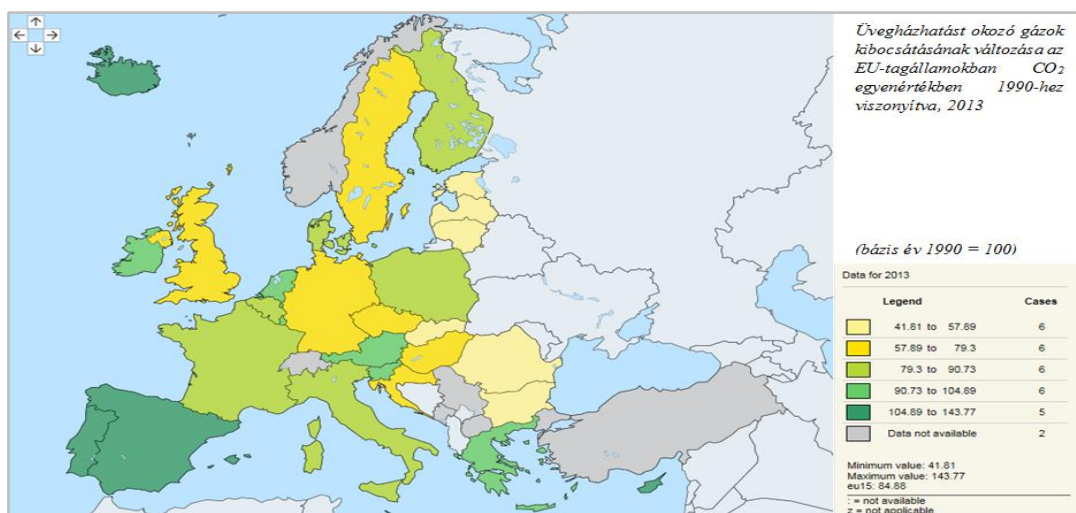 Üvegházhatást okozó gázok
kibocsátásának változása az
EU-tagállamokban CO₂
egyenértékben 1990-hez
viszonyítva, 2013
(bázis év 1990 = 100)
Data for 2013
Legend Cases
41.81 to 57.89 6
57.89 to 79.3 6
79.3 to 90.73 6
90.73 to 104.89 6
104.89 to 143.77 5
Data not available 2
Minimum value: 41.81
Maximum value: 143.77
eu15: 84.88
: = not available
z = not applicable